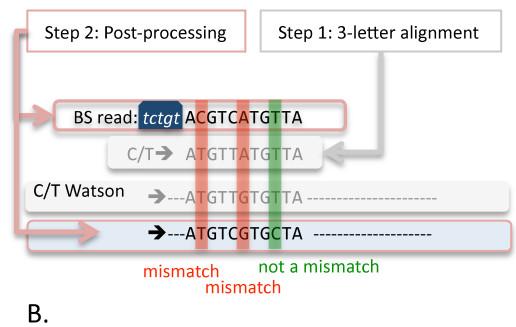 Step 2: Post-processing
Step 1: 3-letter alignment
BS read: tctgt ACGTCATGTTA
C/T➔ ATGTTATGTTA
C/T Watson ➔---ATGTTGTGTTA --------------------
➔---ATGTCGTGCTA ------------------
mismatch
not a mismatch
mismatch
B.